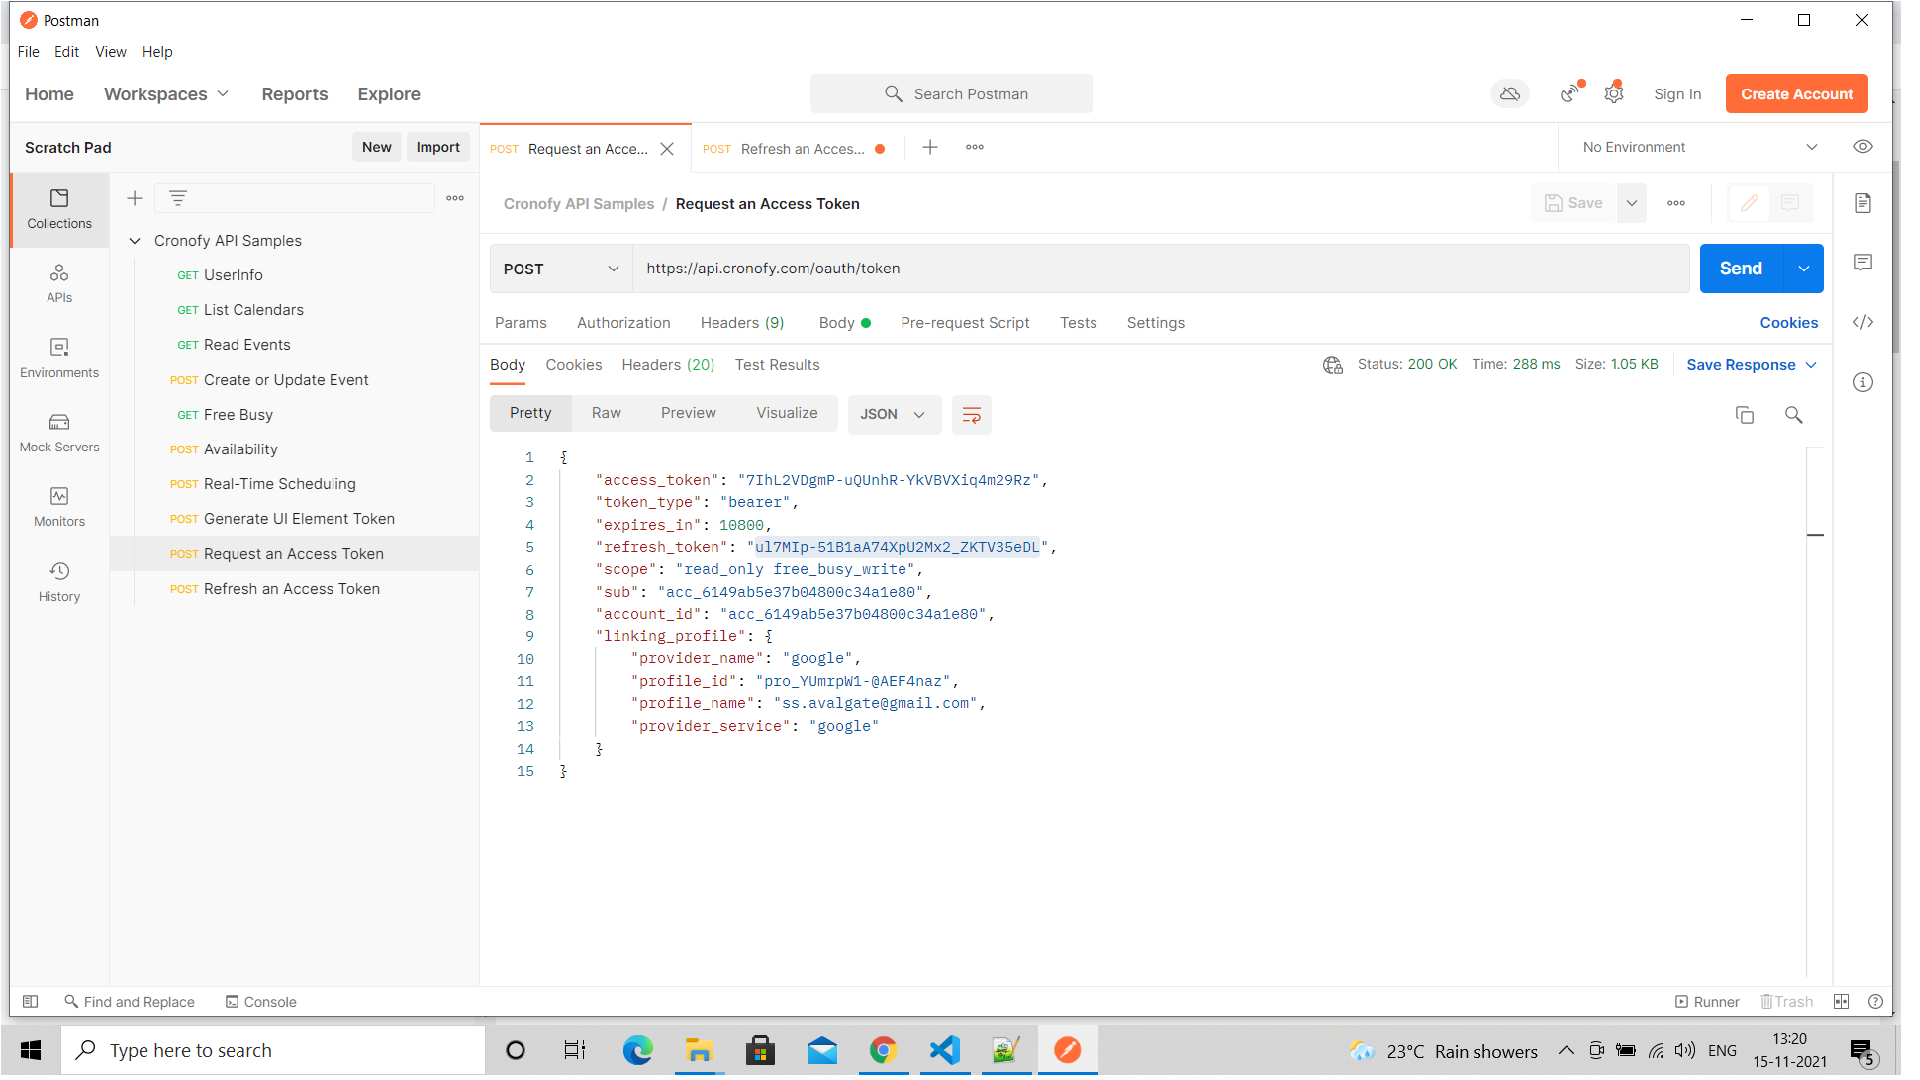 Postman
File Edit View Help
Home Workspaces Reports Explore
Search Postman
Sign In
Create Account
Scratch Pad
New
Import
POST Request an Acce...
POST Refresh an Acces...
No Environment
Collections
Cronofy API Samples / Request an Access Token
Save
Cronofy API Samples
GET UserInfo
APIs
GET List Calendars
GET Read Events
Environments
POST Create or Update Event
GET Free Busy
Mock Servers
POST Availability
POST Real-Time Scheduling
Monitors
POST Generate UI Element Token
POST Request an Access Token
History
POST Refresh an Access Token
POST
https://api.cronofy.com/oauth/token
Send
Params Authorization Headers (9) Body Pre-request Script Tests Settings
Cookies
Body Cookies Headers (20) Test Results
Status: 200 OK Time: 288 ms Size: 1.05 KB
Save Response
Pretty Raw Preview Visualize JSON
1 {
2 "access_token": "7IhL2VDgmP-uQUnhR-YkVBVXiq4m29Rz",
3 "token_type": "bearer",
4 "expires_in": 10800,
5 "refresh_token": "ul7MIp-51B1aA74XpU2Mx2_ZKTV35eDL",
6 "scope": "read_only free_busy_write",
7 "sub": "acc_6149ab5e37b04800c34a1e80",
8 "account_id": "acc_6149ab5e37b04800c34a1e80",
9 "linking_profile": {
10 "provider_name": "google",
11 "profile_id": "pro_YUmrpW1-@AEF4naz",
12 "profile_name": "ss.avalgate@gmail.com",
13 "provider_service": "google"
14 }
15 }
Find and Replace
Console
Runner
Trash
Type here to search
23°C Rain showers
ENG
13:20
15-11-2021
5